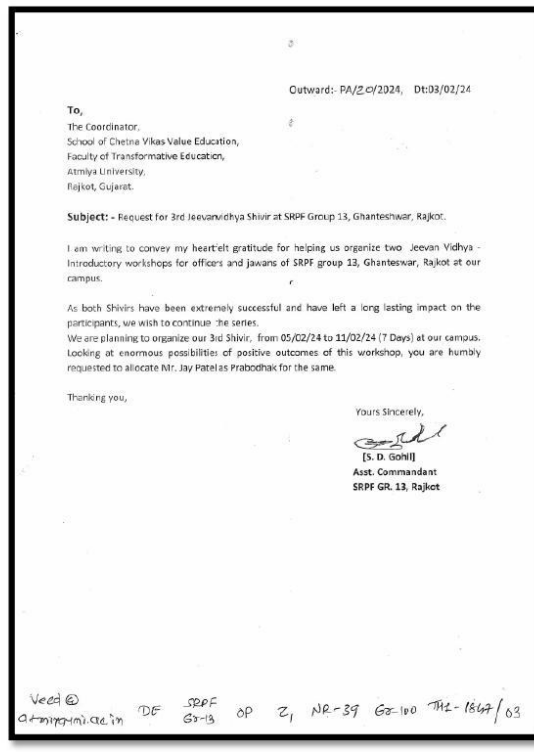 Outward:- PA/20/2024, Dt:03/02/24
To,
The Coordinator,
School of Chetna Vikas Value Education,
Faculty of Transformative Education,
Atmiya University,
Rajkot, Gujarat.
Subject: - Request for 3rd Jeevanvidhya Shivir at SRPF Group 13, Ghanteshwar, Rajkot.
I am writing to convey my heartfelt gratitude for helping us organize two Jeevan Vidhya -
Introductory workshops for officers and jawans of SRPF group 13, Ghanteswar, Rajkot at our
campus.
As both Shivirs have been extremely successful and have left a long lasting impact on the
participants, we wish to continue the series.
We are planning to organize our 3rd Shivir, from 05/02/24 to 11/02/24 (7 Days) at our campus.
Looking at enormous possibilities of positive outcomes of this workshop, you are humbly
requested to allocate Mr. Jay Patel as Prabodhak for the same.
Thanking you,
Yours Sincerely,
[S. D. Gohil]
Asst. Commandant
SRPF GR. 13, Rajkot
SRPF
DE Gr-13 OP NR-39 Gr-100